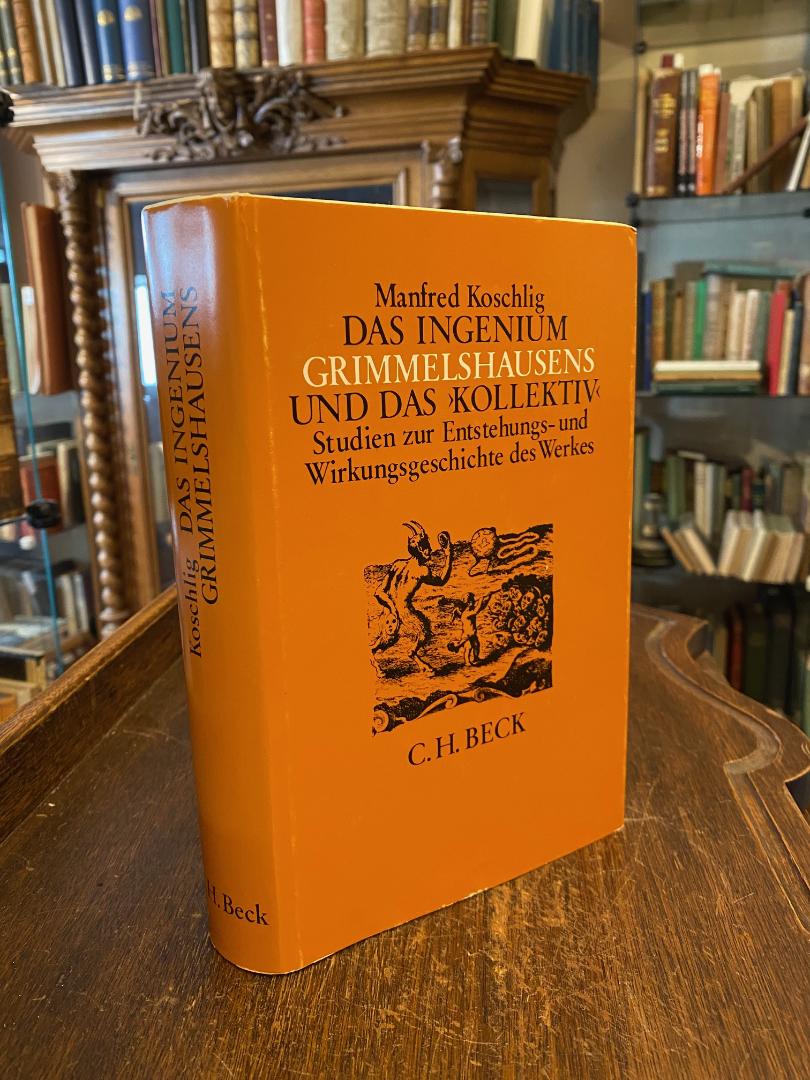 Manfred Koschlig
DAS INGENIUM
GRIMMELSHAUSENS
UND DAS ›KOLLEKTIV‹
Studien zur Entstehungs- und
Wirkungsgeschichte des Werkes
C. H. BECK
Koschlig DAS INGENIUM
GRIMMELSHAUSENS
H. Beck